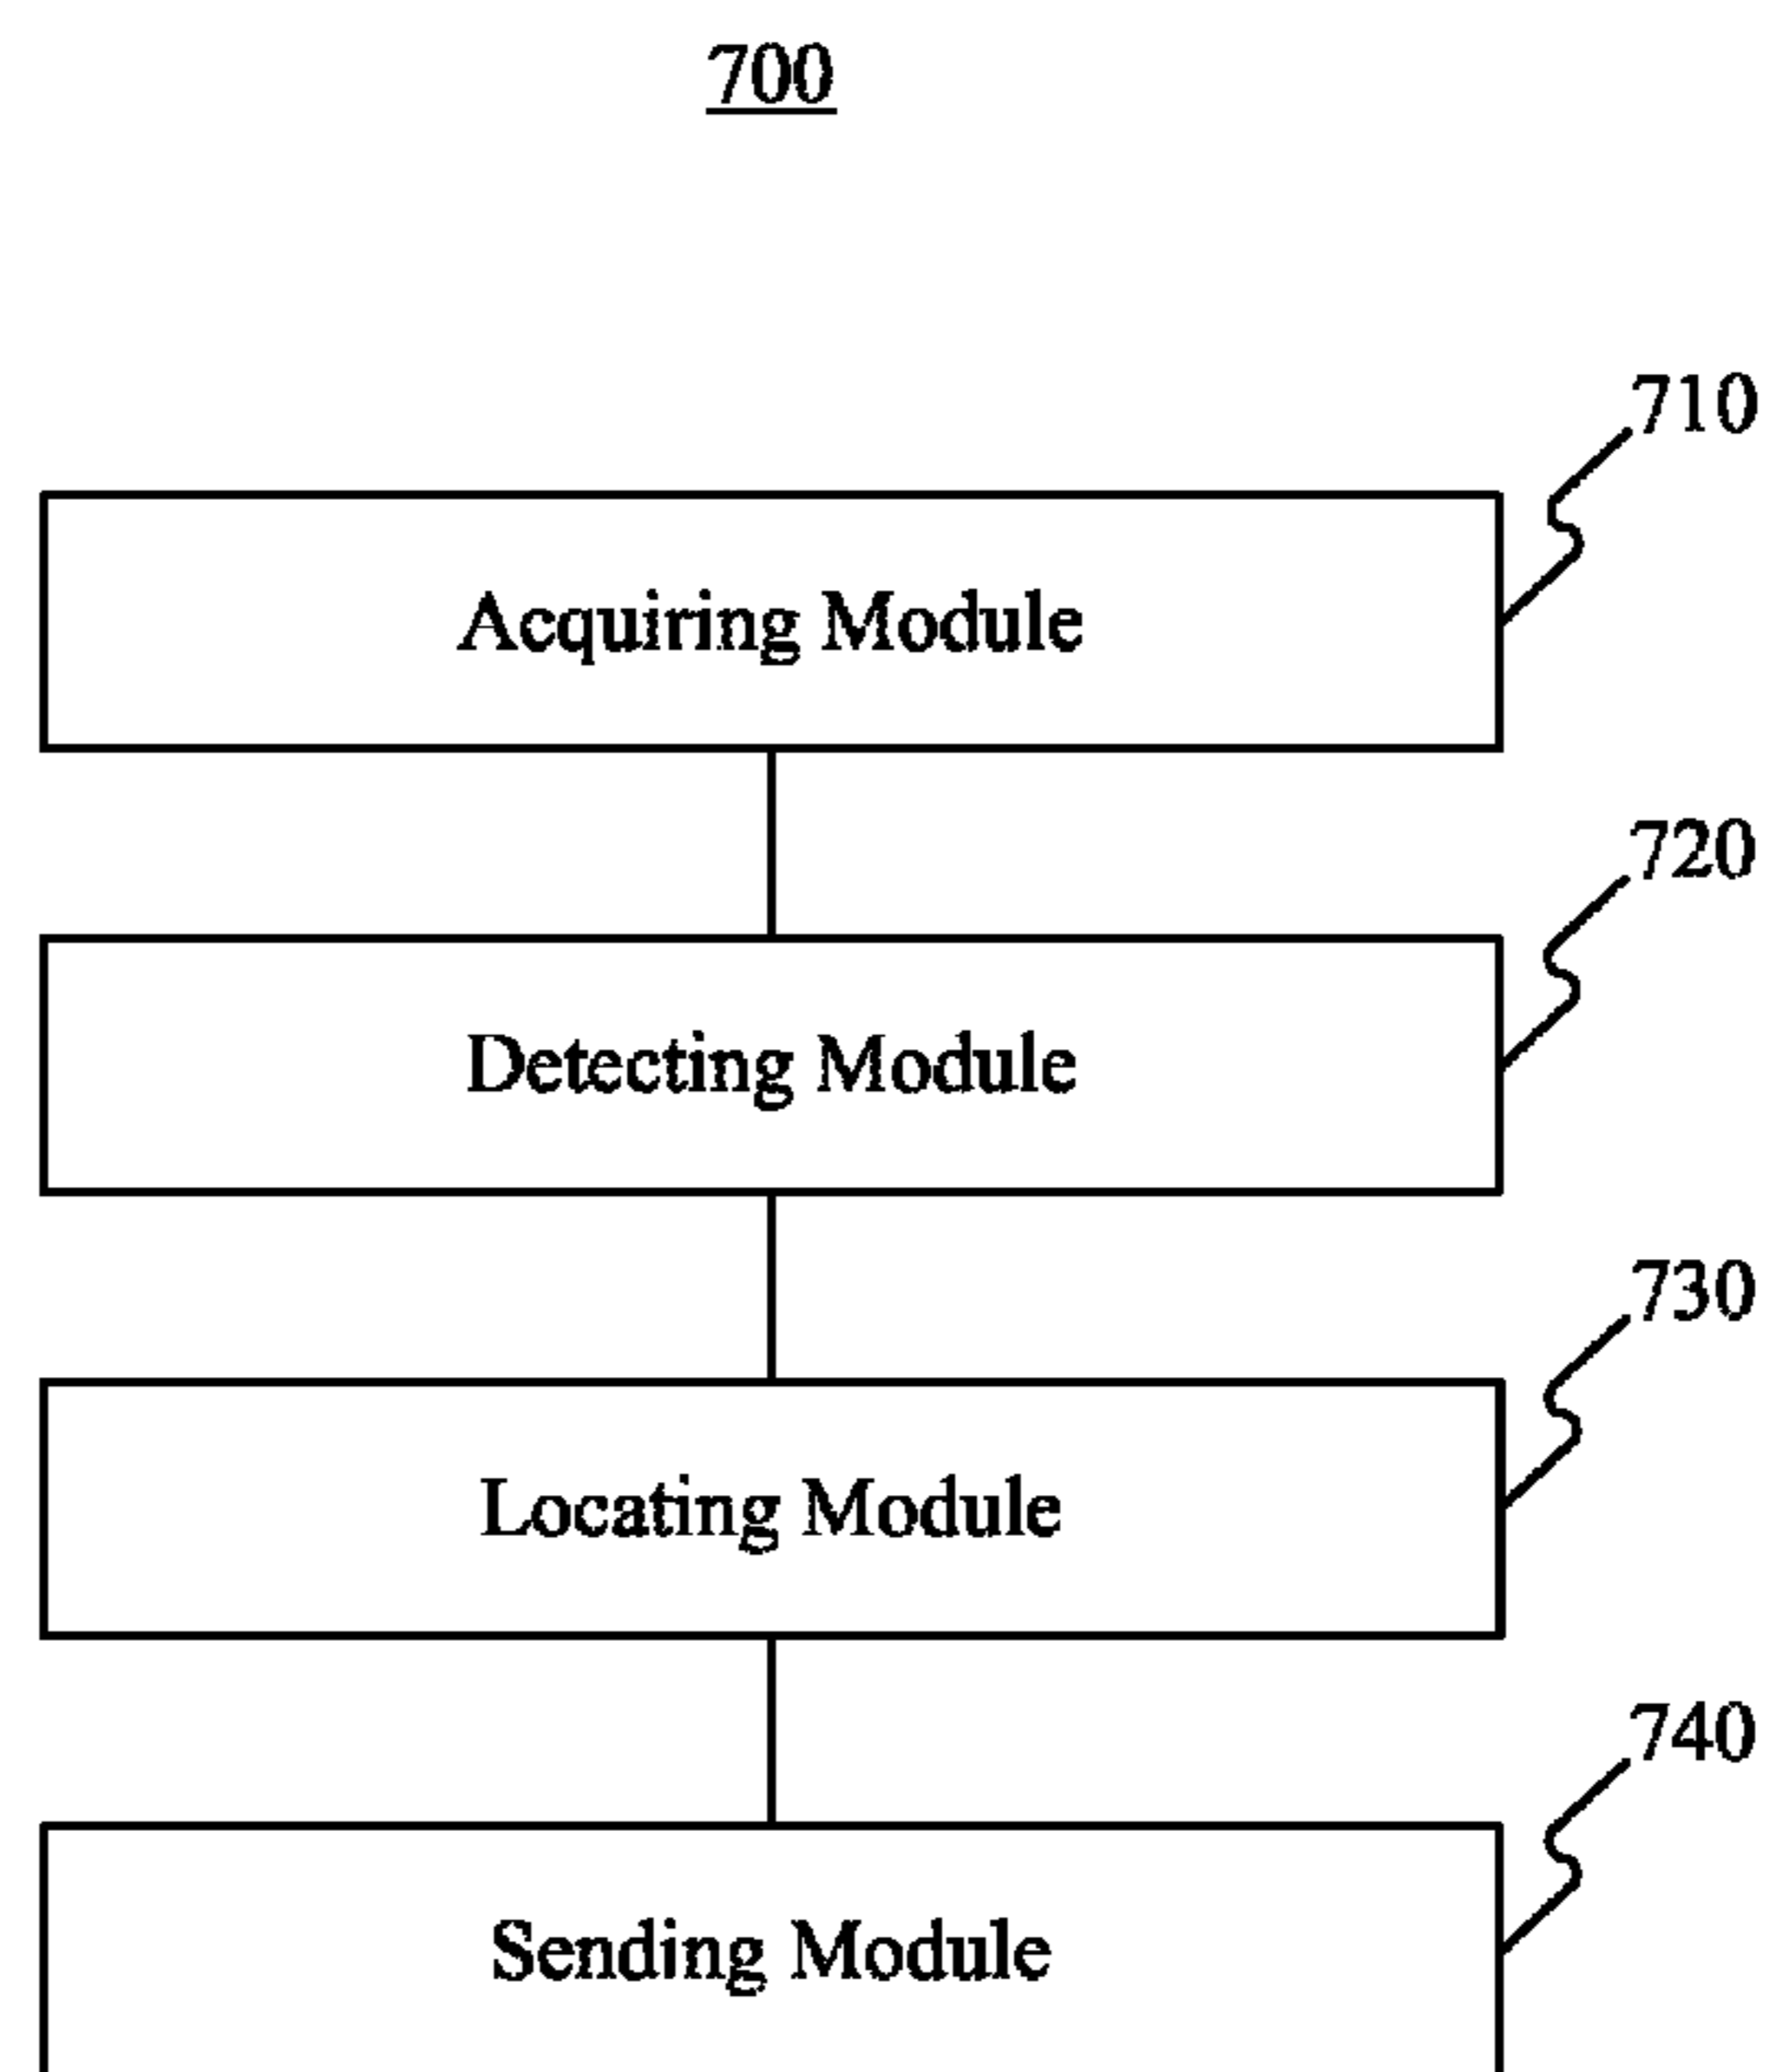 700
710
Acquiring Module
720
Detecting Module
730
Locating Module
740
Sending Module